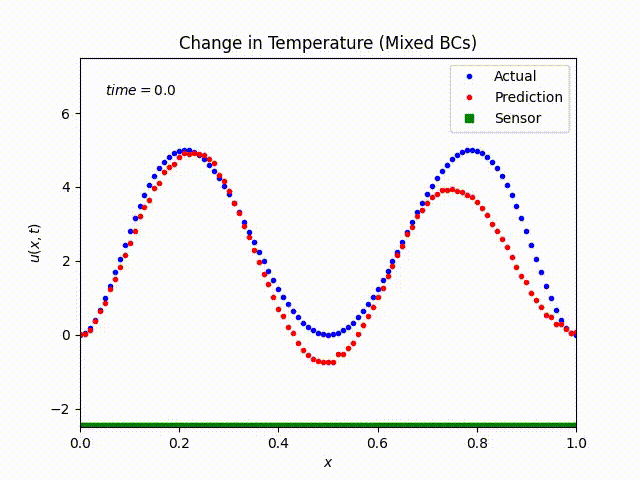 Change in Temperature (Mixed BCs)
time = 0.0
Actual
Prediction
Sensor
6
4
2
0
−2
u(x, t)
0.0 0.2 0.4 0.6 0.8 1.0
x